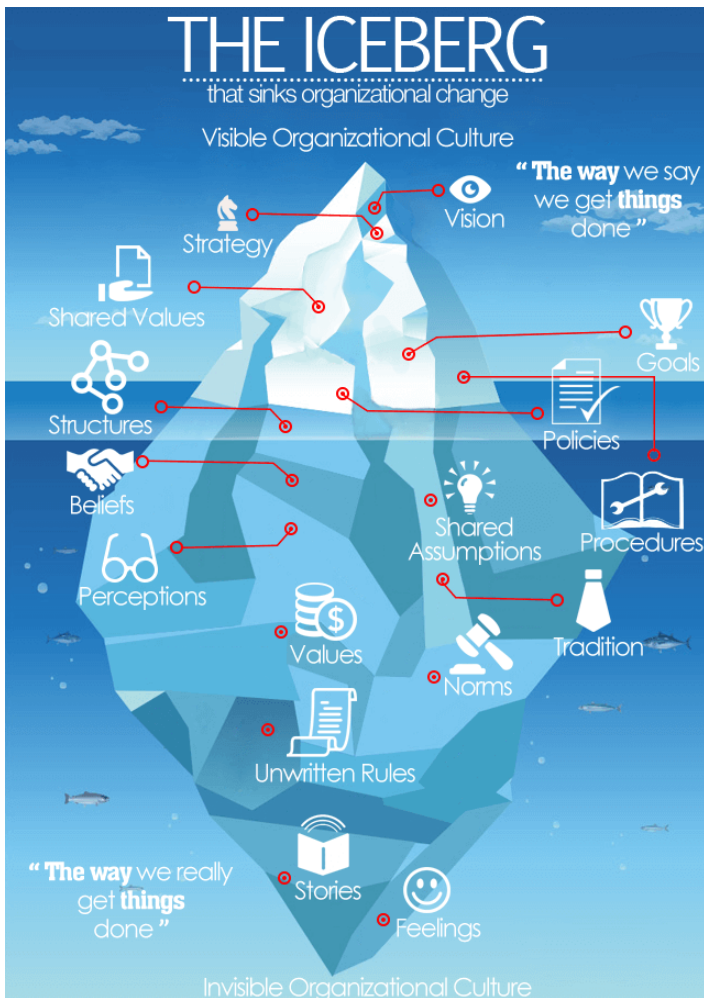 THE ICEBERG
that sinks organizational change
Visible Organizational Culture
“ The way we say
we get things
done ”
Vision
Strategy
Shared Values
Goals
Structures
Policies
Beliefs
Shared
Assumptions
Procedures
Perceptions
Tradition
Values
Norms
Unwritten Rules
“ The way we really
get things
done ”
Stories
Feelings
Invisible Organizational Culture